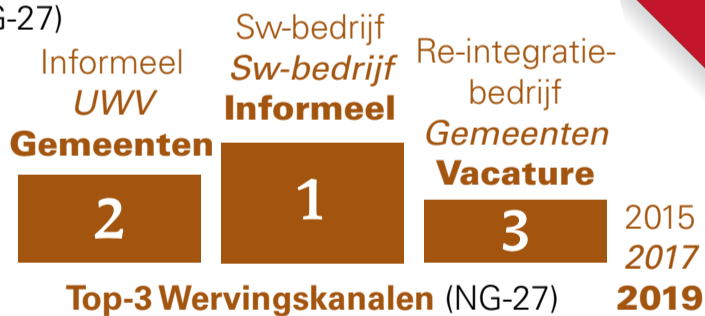 G-27)
Informeel
UWV
Gemeenten
2
Sw-bedrijf
Sw-bedrijf
Informeel
1
Re-integratie-
bedrijf
Gemeenten
Vacature
3
2015
2017
2019
Top-3 Wervingskanalen (NG-27)